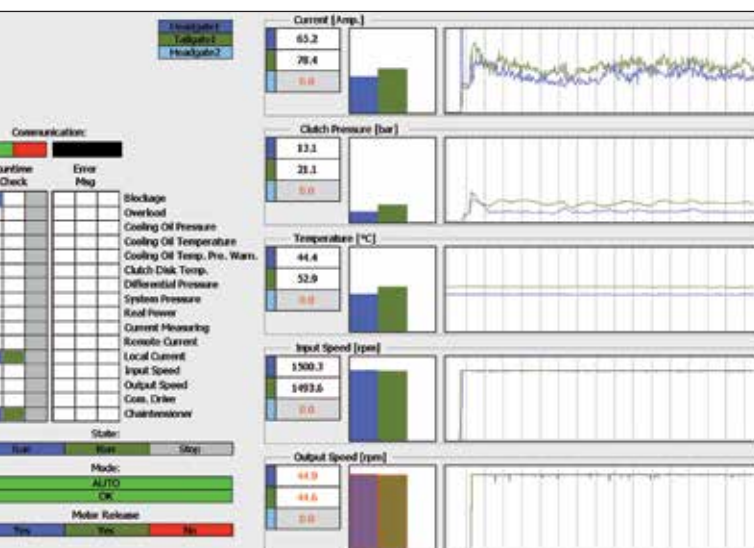 Headgate1
Tailgate1
Headgate2
Communication:
Error
Check
Msg
Blockage
Overload
Cooling Oil Pressure
Cooling Oil Temperature
Cooling Oil Temp. Pre. Warn.
Clutch Disk Temp.
Differential Pressure
System Pressure
Real Power
Current Measuring
Remote Current
Local Current
Input Speed
Output Speed
Com. Drive
Chaintensioner
State:
Run Run Stop
Mode:
AUTO
OK
Motor Release
Yes Yes No
Current [Amp.]
63.2
78.4
0.0
Clutch Pressure [bar]
13.1
21.1
0.0
Temperature [°C]
44.4
52.9
0.0
Input Speed [rpm]
1500.3
1493.6
0.0
Output Speed [rpm]
44.9
44.6
0.0